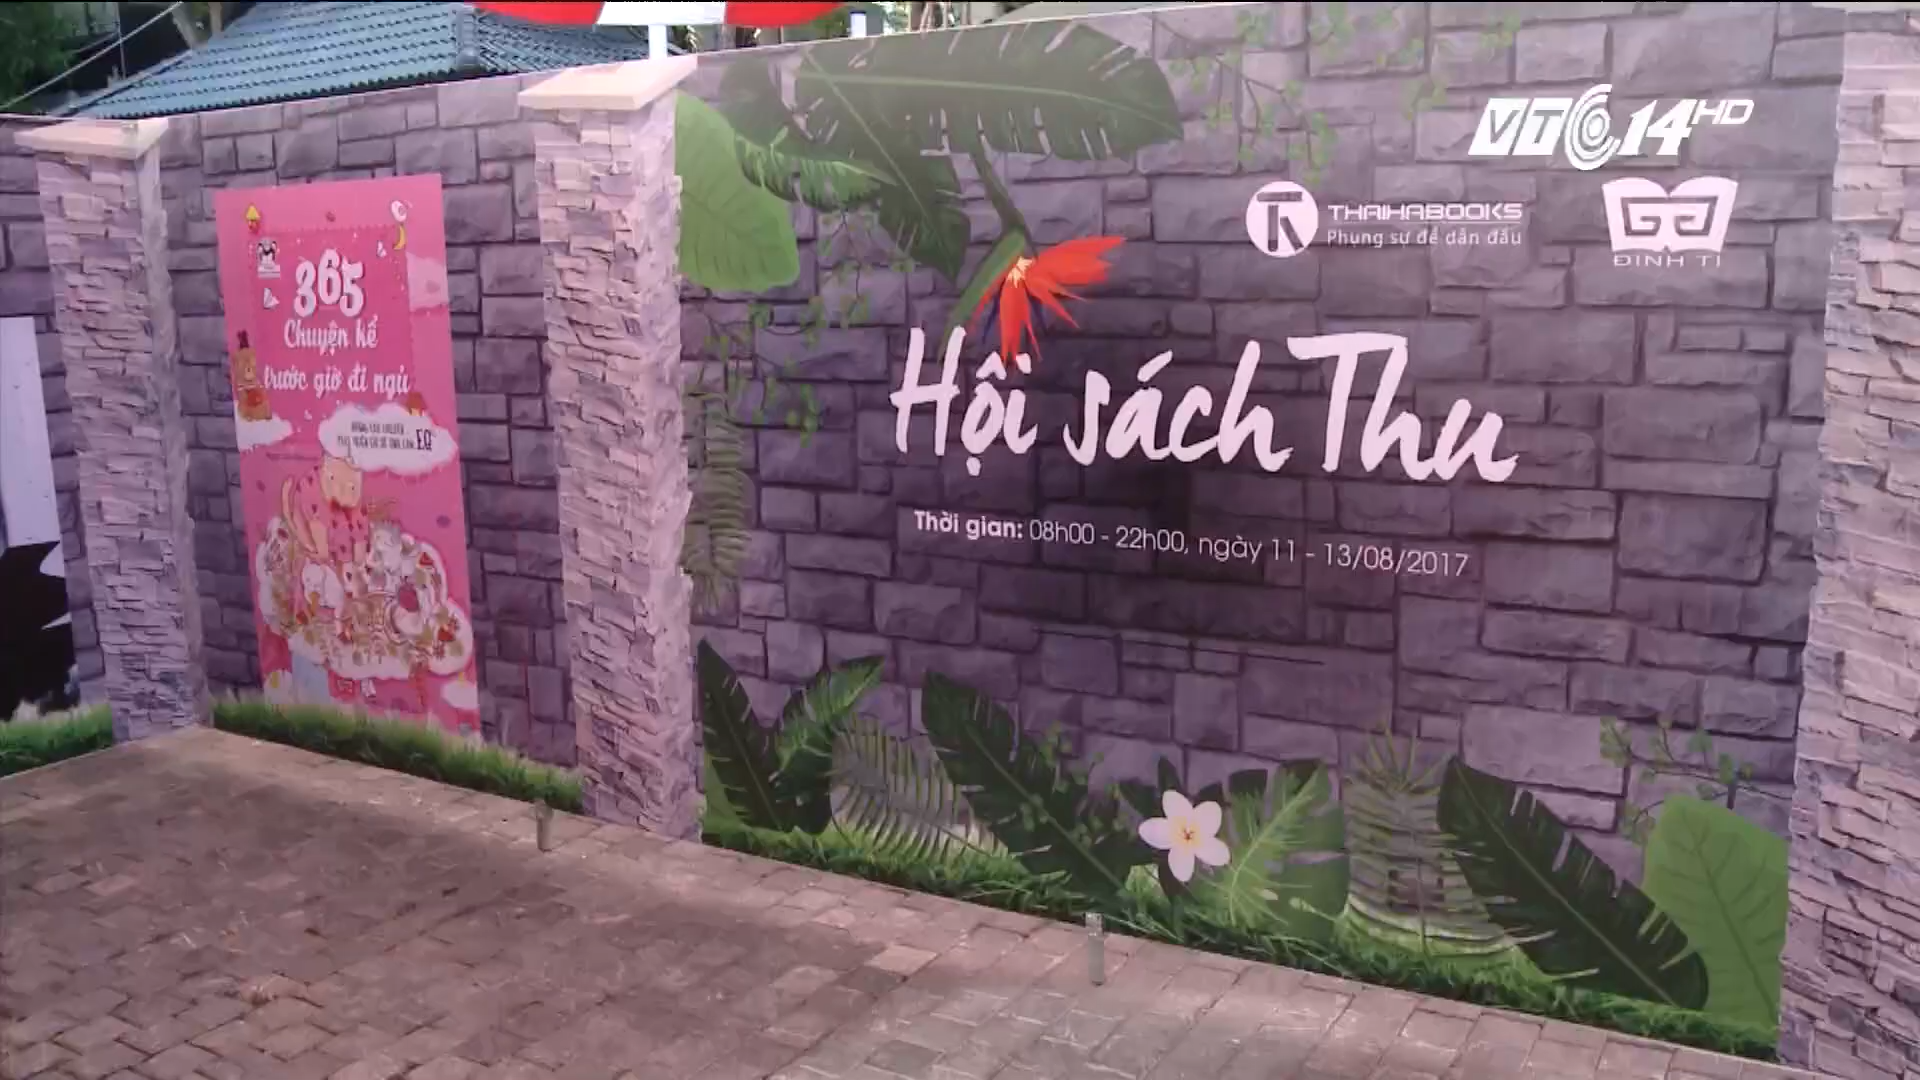 VTC14HD
THAIHABOOKS
Phụng sự để dẫn đầu
ĐINH TỊ
365
Chuyện kể
trước giờ đi ngủ
EQ
Hội sách Thu
Thời gian: 08h00 - 22h00, ngày 11 - 13/08/2017